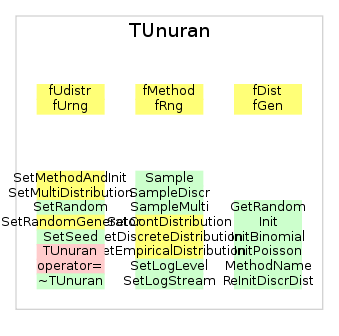 TUnuran
fUdistr
fUrng
fMethod
fRng
fDist
fGen
SetMethodAndInit
SetMultiDistribution
SetRandom
SetRandomGenerator
SetSeed
TUnuran
operator=
~TUnuran
Sample
SampleDiscr
SampleMulti
SetContDistribution
SetDiscreteDistribution
SetEmpiricalDistribution
SetLogLevel
SetLogStream
GetRandom
Init
InitBinomial
InitPoisson
MethodName
ReInitDiscrDist